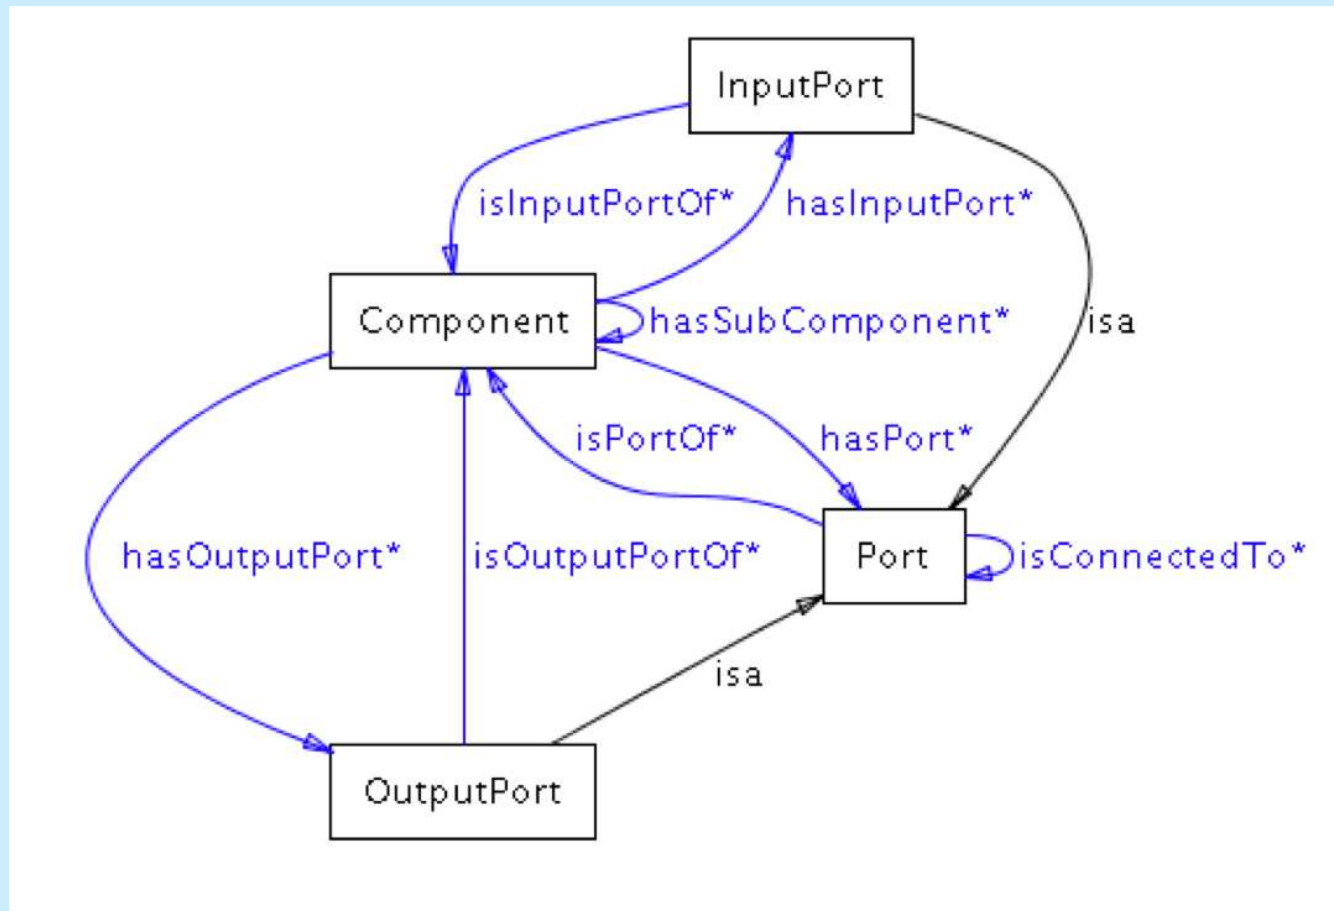 InputPort
isInputPortOf*
hasInputPort*
Component
hasSubComponent*
isa
isPortOf*
hasPort*
hasOutputPort*
isOutputPortOf*
Port
isConnectedTo*
isa
OutputPort